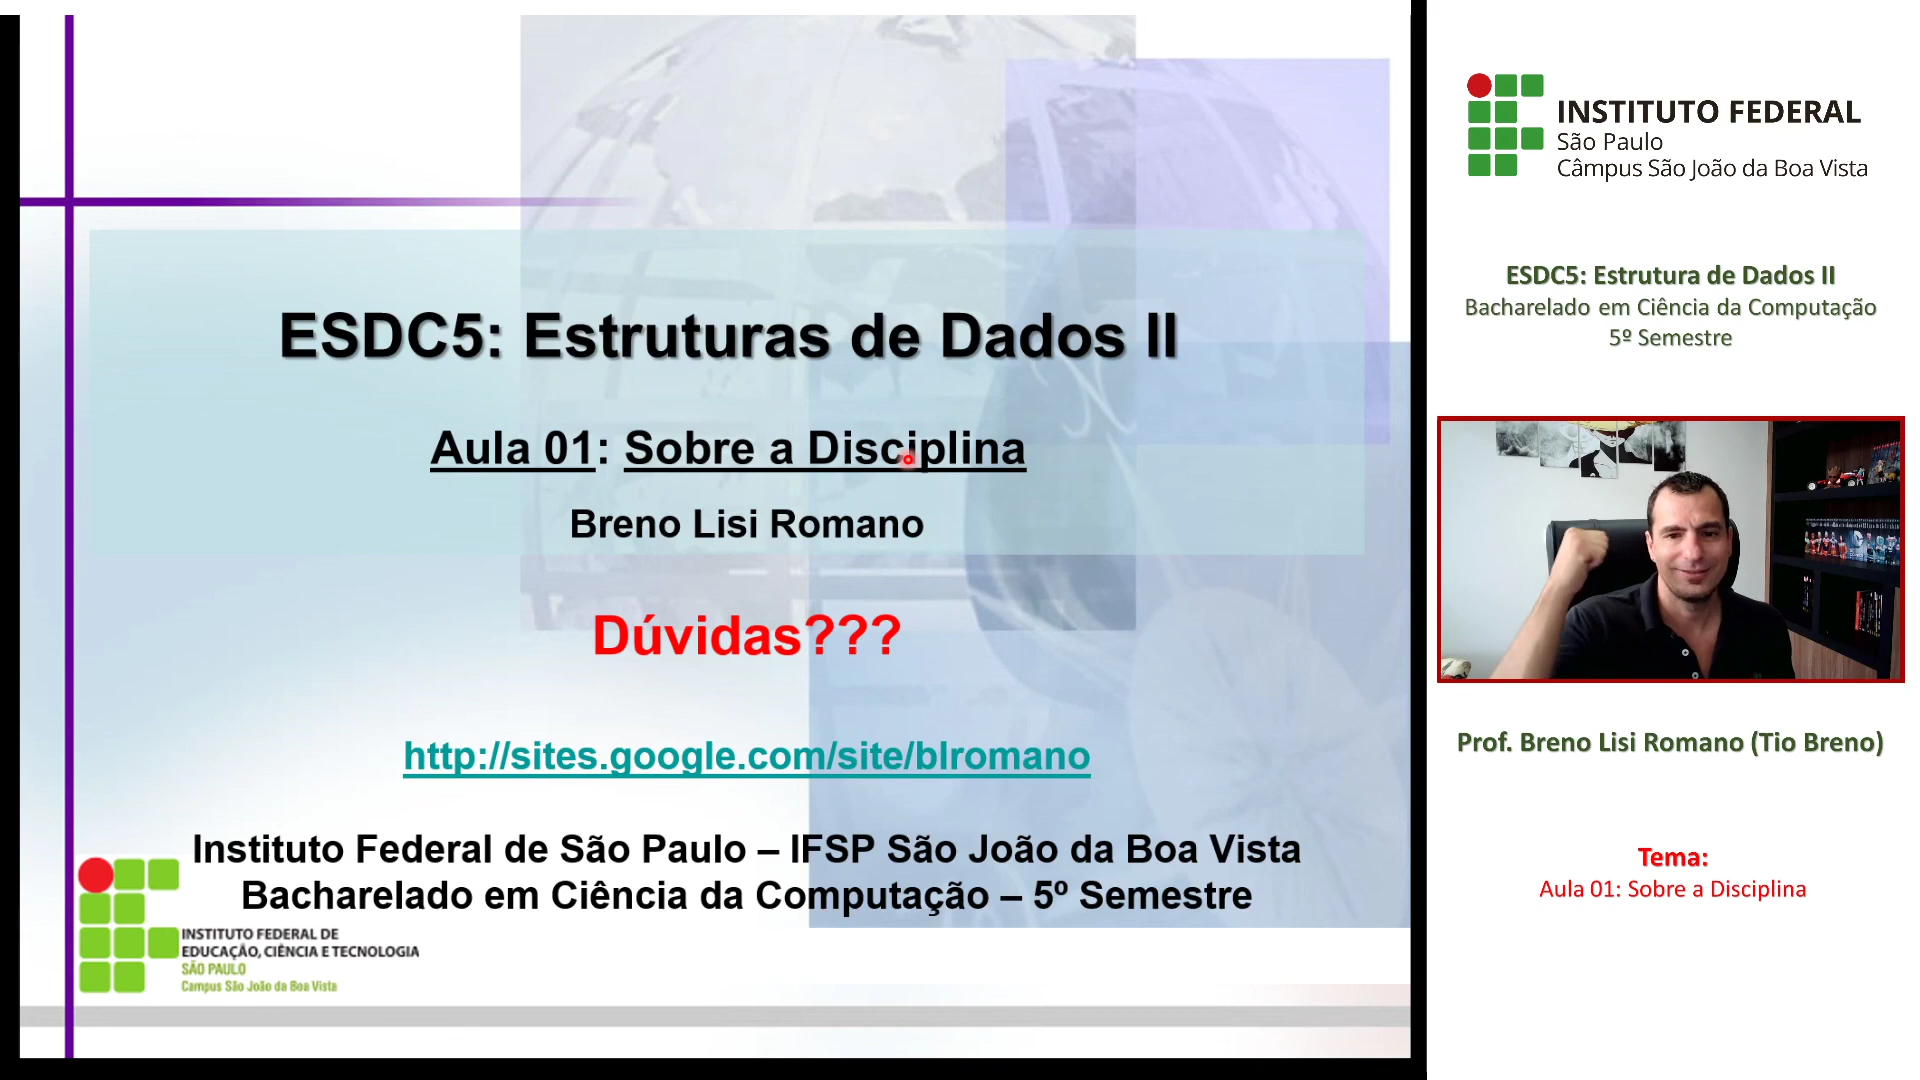 ESDC5: Estruturas de Dados II
Aula 01: Sobre a Disciplina
Breno Lisi Romano
Dúvidas???
http://sites.google.com/site/blromano
Instituto Federal de São Paulo – IFSP São João da Boa Vista
Bacharelado em Ciência da Computação – 5º Semestre
INSTITUTO FEDERAL DE
EDUCAÇÃO, CIÊNCIA E TECNOLOGIA
SÃO PAULO
Campus São João da Boa Vista
INSTITUTO FEDERAL
São Paulo
Câmpus São João da Boa Vista
ESDC5: Estrutura de Dados II
Bacharelado em Ciência da Computação
5º Semestre
Prof. Breno Lisi Romano (Tio Breno)
Tema:
Aula 01: Sobre a Disciplina